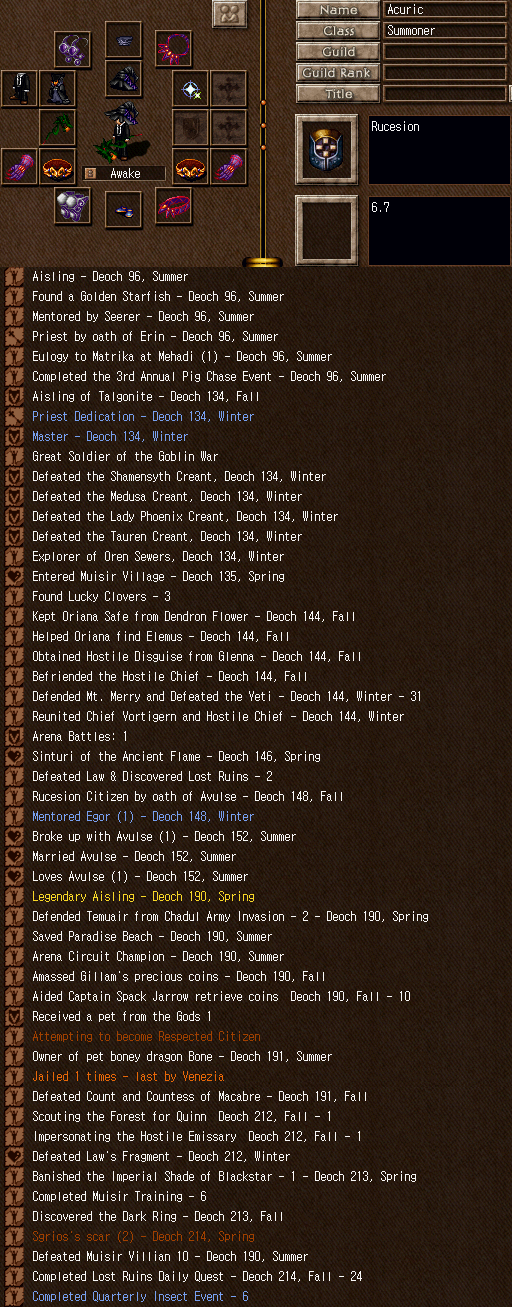 Name Acuric
Class Summoner
Guild
Guild Rank
Title
Rucesion
Awake
6.7
Aisling - Deoch 96, Summer
Found a Golden Starfish - Deoch 96, Summer
Mentored by Seerer - Deoch 96, Summer
Priest by oath of Erin - Deoch 96, Summer
Eulogy to Matrika at Mehadi (1) - Deoch 96, Summer
Completed the 3rd Annual Pig Chase Event - Deoch 96, Summer
Aisling of Talgonite - Deoch 134, Fall
Priest Dedication - Deoch 134, Winter
Master - Deoch 134, Winter
Great Soldier of the Goblin War
Defeated the Shamensyth Creant, Deoch 134, Winter
Defeated the Medusa Creant, Deoch 134, Winter
Defeated the Lady Phoenix Creant, Deoch 134, Winter
Defeated the Tauren Creant, Deoch 134, Winter
Explorer of Oren Sewers, Deoch 134, Winter
Entered Muisir Village - Deoch 135, Spring
Found Lucky Clovers - 3
Kept Oriana Safe from Dendron Flower - Deoch 144, Fall
Helped Oriana find Elemus - Deoch 144, Fall
Obtained Hostile Disguise from Glenna - Deoch 144, Fall
Befriended the Hostile Chief - Deoch 144, Fall
Defended Mt. Merry and Defeated the Yeti - Deoch 144, Winter - 31
Reunited Chief Vortigern and Hostile Chief - Deoch 144, Winter
Arena Battles: 1
Sinturi of the Ancient Flame - Deoch 146, Spring
Defeated Law & Discovered Lost Ruins - 2
Rucesion Citizen by oath of Avulse - Deoch 148, Fall
Mentored Egor (1) - Deoch 148, Winter
Broke up with Avulse (1) - Deoch 152, Summer
Married Avulse - Deoch 152, Summer
Loves Avulse (1) - Deoch 152, Summer
Legendary Aisling - Deoch 190, Spring
Defended Temuair from Chadul Army Invasion - 2 - Deoch 190, Spring
Saved Paradise Beach - Deoch 190, Summer
Arena Circuit Champion - Deoch 190, Summer
Amassed Gillam's precious coins - Deoch 190, Fall
Aided Captain Spack Jarrow retrieve coins  Deoch 190, Fall - 10
Received a pet from the Gods 1
Attempting to become Respected Citizen
Owner of pet boney dragon Bone - Deoch 191, Summer
Jailed 1 times - last by Venezia
Defeated Count and Countess of Macabre - Deoch 191, Fall
Scouting the Forest for Quinn  Deoch 212, Fall - 1
Impersonating the Hostile Emissary  Deoch 212, Fall - 1
Defeated Law's Fragment - Deoch 212, Winter
Banished the Imperial Shade of Blackstar - 1 - Deoch 213, Spring
Completed Muisir Training - 6
Discovered the Dark Ring - Deoch 213, Fall
Sgrios's scar (2) - Deoch 214, Spring
Defeated Muisir Villian 10 - Deoch 190, Summer
Completed Lost Ruins Daily Quest - Deoch 214, Fall - 24
Completed Quarterly Insect Event - 6